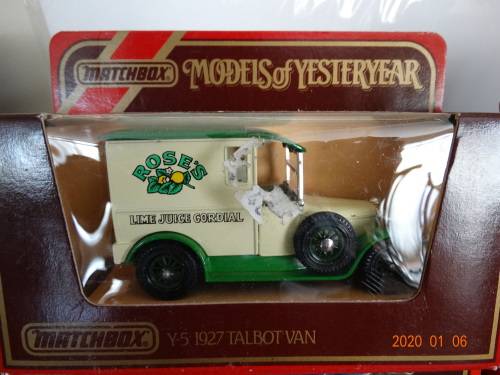 MATCHBOX
MODELS of YESTERYEAR
ROSE'S
LIME JUICE CORDIAL
MATCHBOX
Y-5 1927 TALBOT VAN
2020 01 06